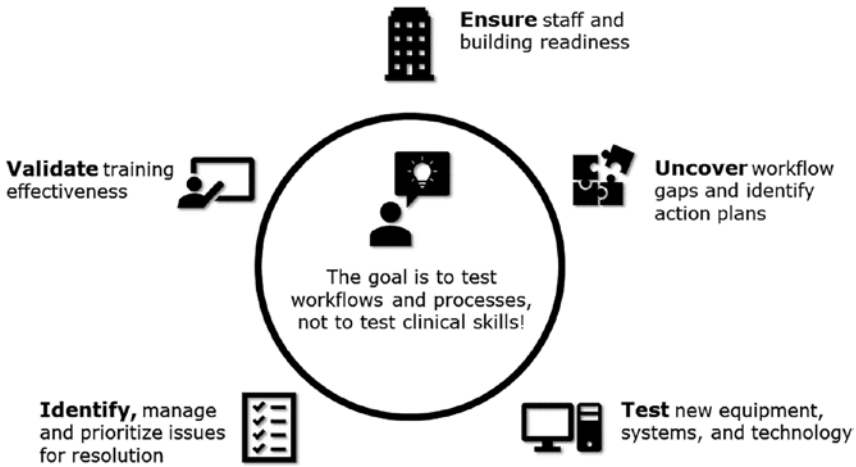 Ensure staff and
building readiness
Validate training
effectiveness
Uncover workflow
gaps and identify
action plans
The goal is to test
workflows and processes,
not to test clinical skills!
Identify, manage
and prioritize issues
for resolution
Test new equipment,
systems, and technology